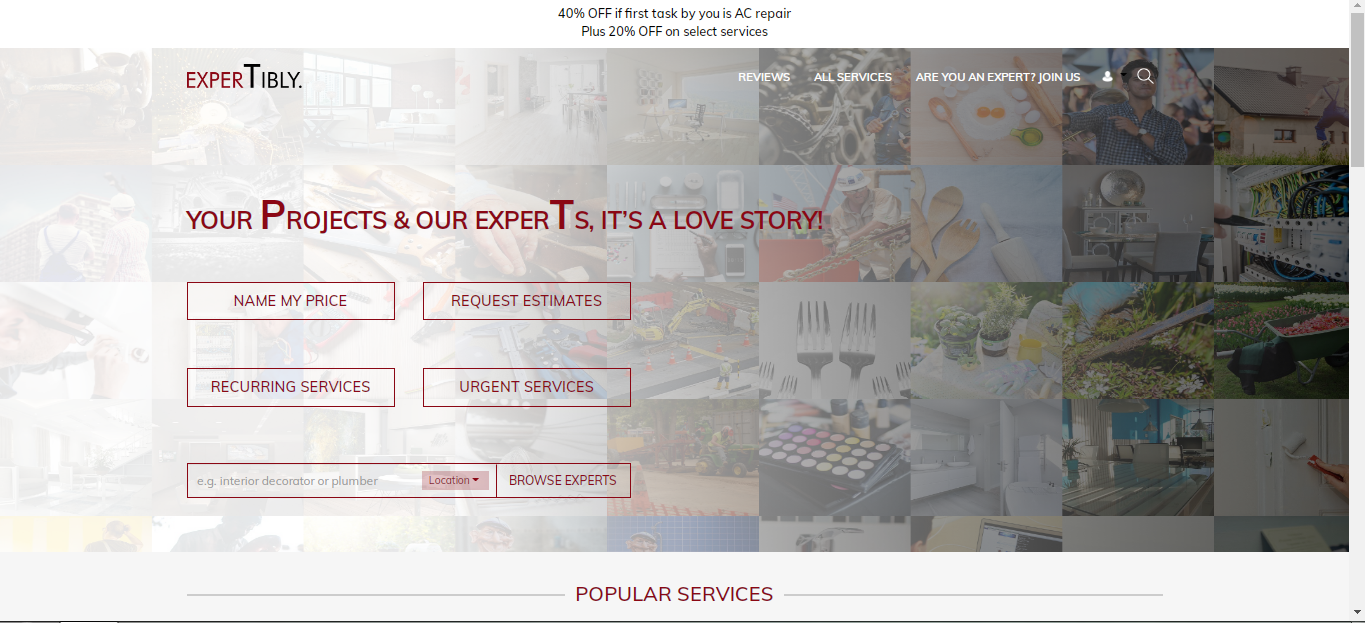 40% OFF if first task by you is AC repair
Plus 20% OFF on select services
EXPERTIBLY.
REVIEWS
ALL SERVICES
ARE YOU AN EXPERT? JOIN US
YOUR PROJECTS & OUR EXPERTS, IT'S A LOVE STORY!
NAME MY PRICE
REQUEST ESTIMATES
RECURRING SERVICES
URGENT SERVICES
e.g. interior decorator or plumber
Location
BROWSE EXPERTS
POPULAR SERVICES